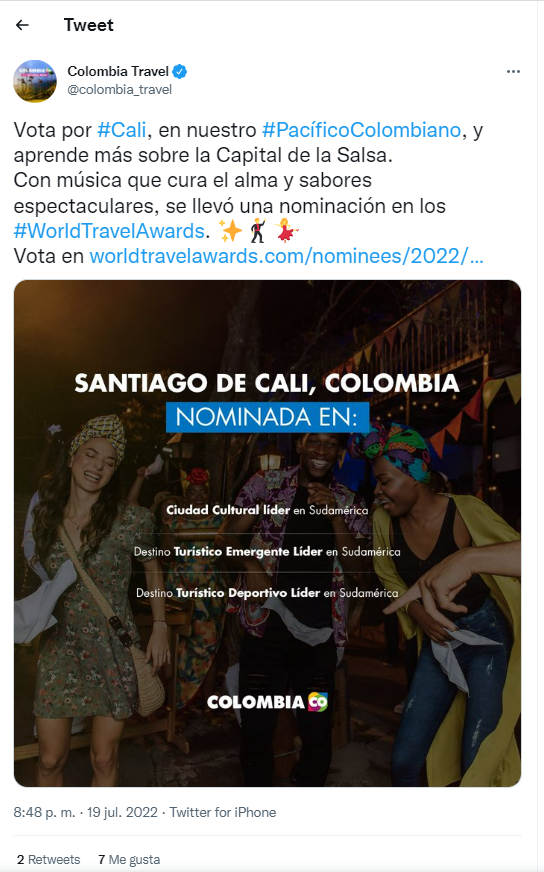 Tweet
Colombia Travel
@colombia_travel
Vota por #Cali, en nuestro #PacíficoColombiano, y
aprende más sobre la Capital de la Salsa.
Con música que cura el alma y sabores
espectaculares, se llevó una nominación en los
#WorldTravelAwards. ✨🕺💃
Vota en worldtravelawards.com/nominees/2022/...
SANTIAGO DE CALI, COLOMBIA
NOMINADA EN:
Ciudad Cultural líder en Sudamérica
Destino Turístico Emergente Líder en Sudamérica
Destino Turístico Deportivo Líder en Sudamérica
COLOMBIA CO
8:48 p. m. · 19 jul. 2022 · Twitter for iPhone
2 Retweets 7 Me gusta